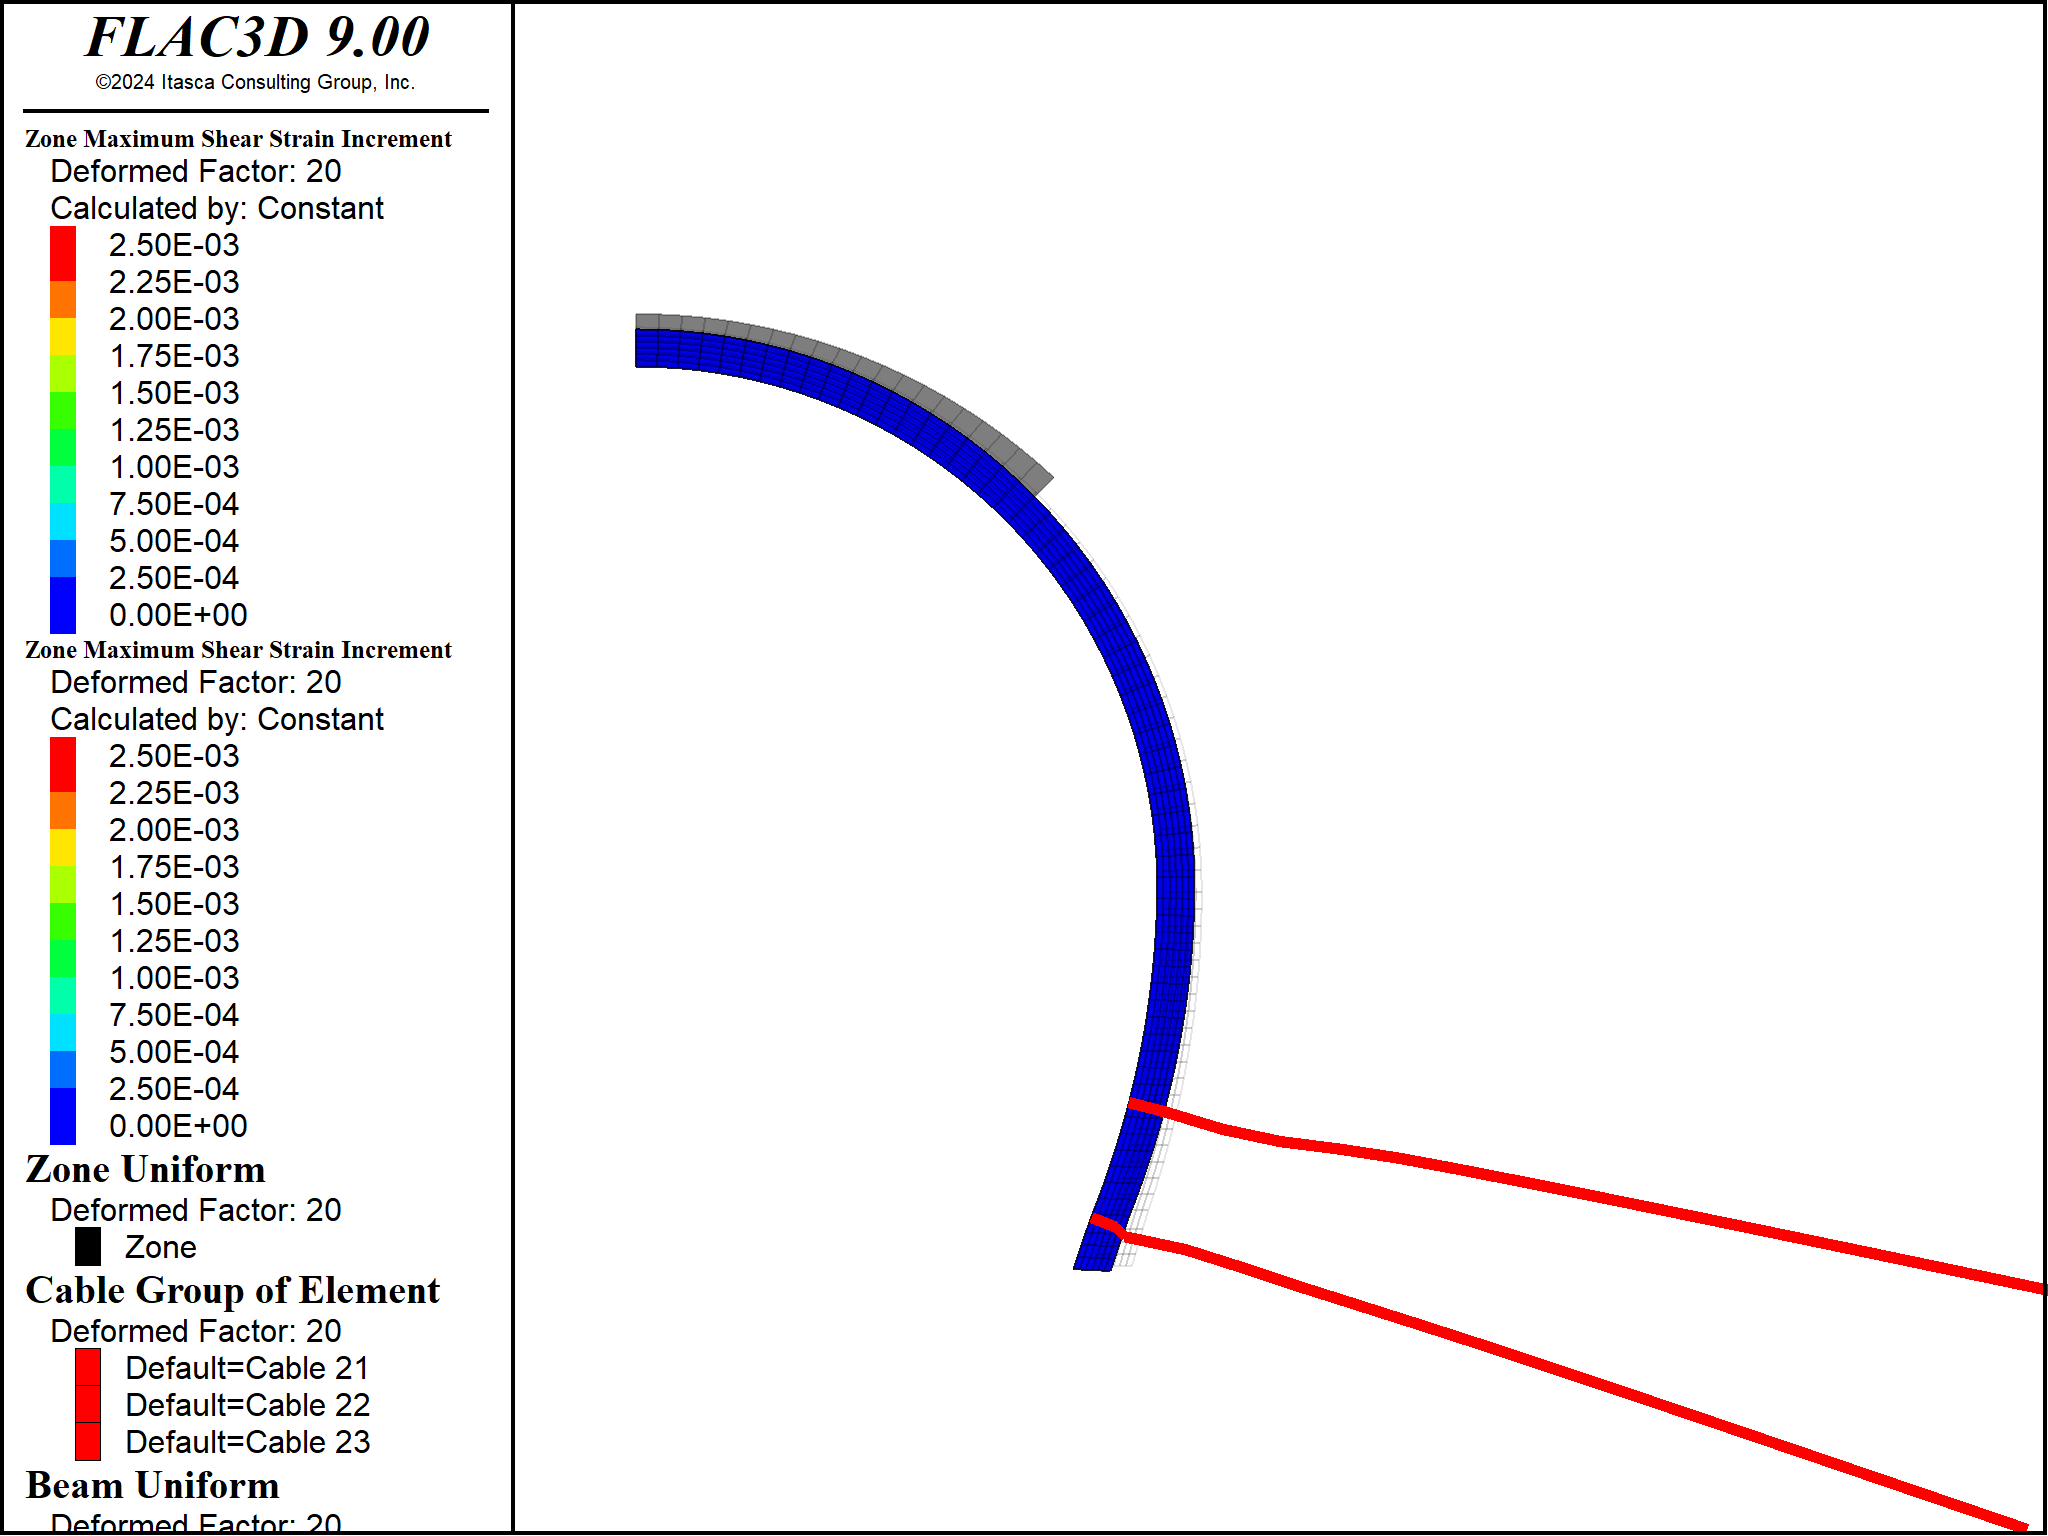 FLAC3D 9.00
©2024 Itasca Consulting Group, Inc.
Zone Maximum Shear Strain Increment
Deformed Factor: 20
Calculated by: Constant
2.50E-03
2.25E-03
2.00E-03
1.75E-03
1.50E-03
1.25E-03
1.00E-03
7.50E-04
5.00E-04
2.50E-04
0.00E+00
Zone Maximum Shear Strain Increment
Deformed Factor: 20
Calculated by: Constant
2.50E-03
2.25E-03
2.00E-03
1.75E-03
1.50E-03
1.25E-03
1.00E-03
7.50E-04
5.00E-04
2.50E-04
0.00E+00
Zone Uniform
Deformed Factor: 20
Zone
Cable Group of Element
Deformed Factor: 20
Default=Cable 21
Default=Cable 22
Default=Cable 23
Beam Uniform
Deformed Factor: 20